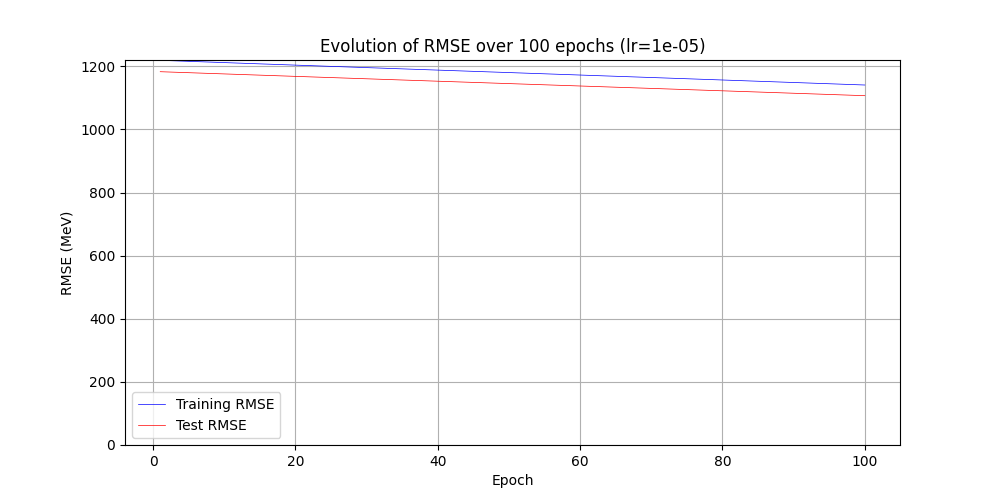 Evolution of RMSE over 100 epochs (lr=1e-05)
RMSE (MeV)
1200
1000
800
600
400
200
0
Training RMSE
Test RMSE
0 20 40 60 80 100
Epoch